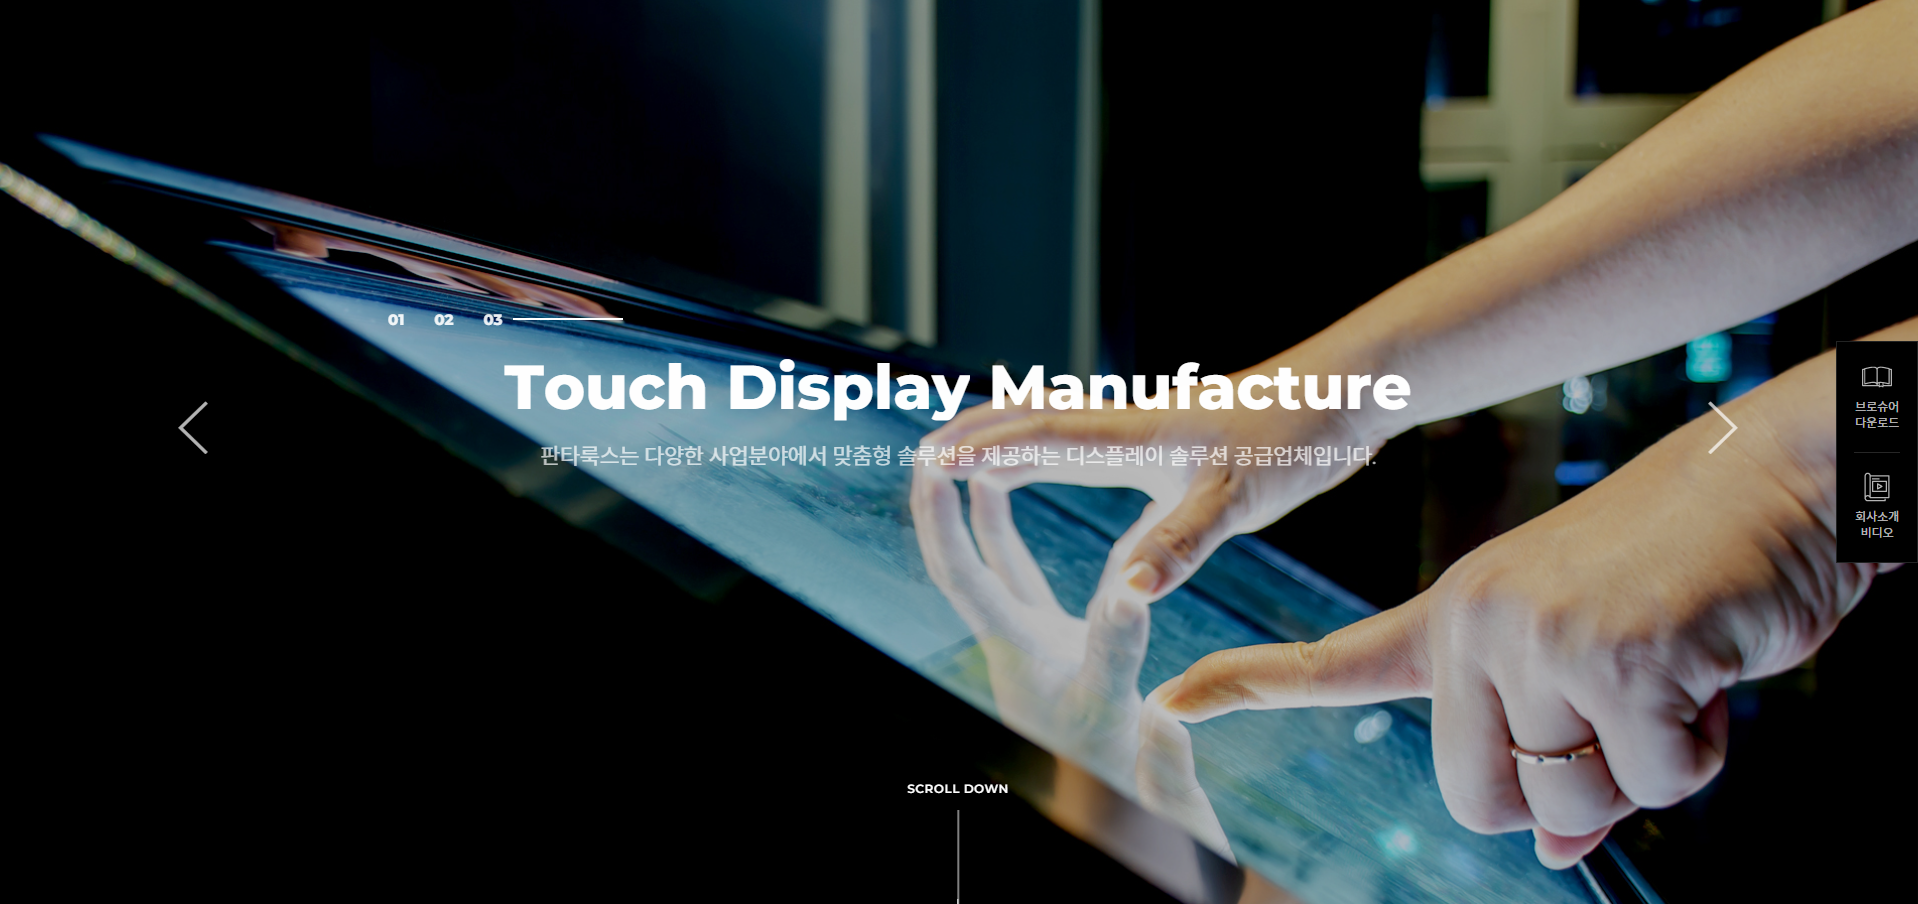 01 02 03
Touch Display Manufacture
판타룩스는 다양한 사업분야에서 맞춤형 솔루션을 제공하는 디스플레이 솔루션 공급업체입니다.
브로슈어
다운로드
회사소개
비디오
SCROLL DOWN